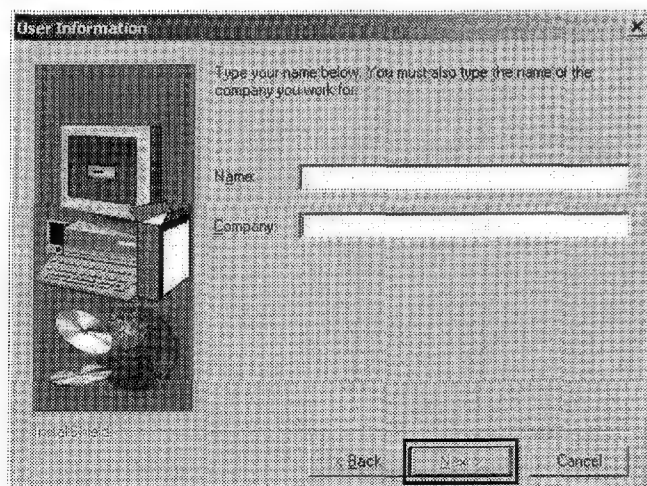 User Information
Type your name below. You must also type the name of the
company you work for.
Name:
Company:
InstallShield
< Back
Next >
Cancel